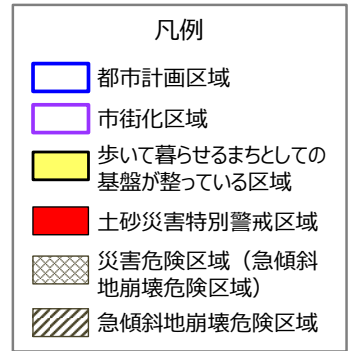 凡例
都市計画区域
市街化区域
歩いて暮らせるまちとしての
基盤が整っている区域
土砂災害特別警戒区域
災害危険区域（急傾斜
地崩壊危険区域）
急傾斜地崩壊危険区域